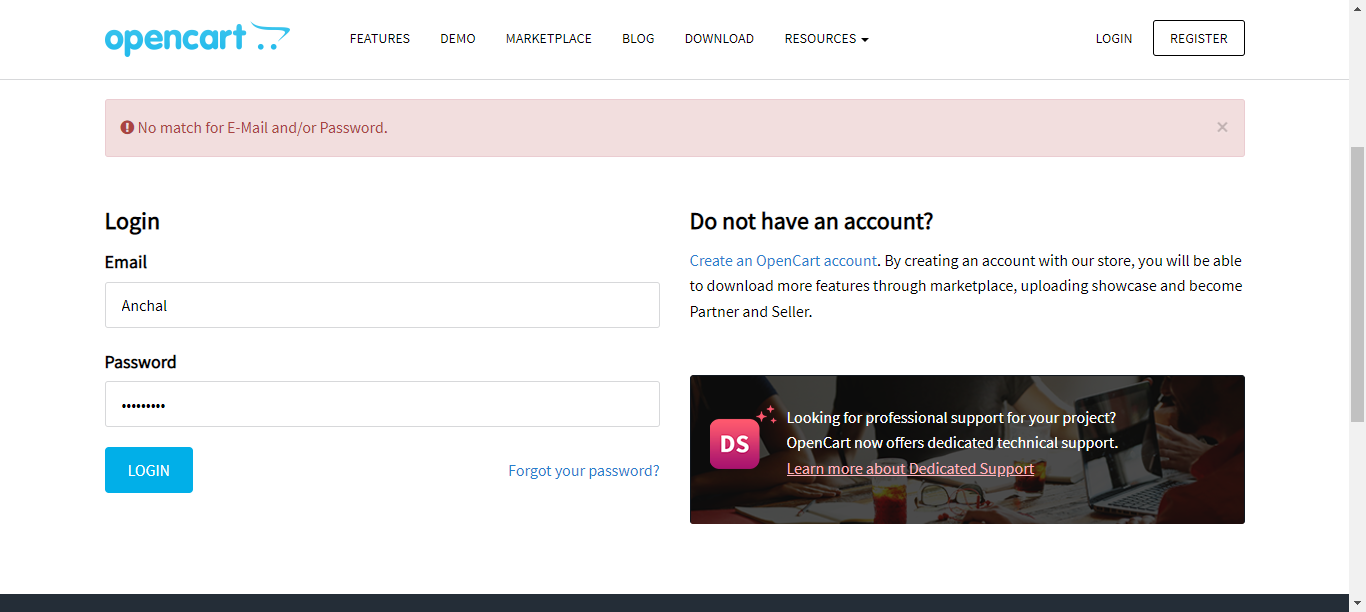 opencart
FEATURES DEMO MARKETPLACE BLOG DOWNLOAD RESOURCES LOGIN REGISTER
No match for E-Mail and/or Password. ×
Login
Email
Anchal
Password
•••••••••
LOGIN Forgot your password?
Do not have an account?
Create an OpenCart account. By creating an account with our store, you will be able
to download more features through marketplace, uploading showcase and become
Partner and Seller.
DS
Looking for professional support for your project?
OpenCart now offers dedicated technical support.
Learn more about Dedicated Support